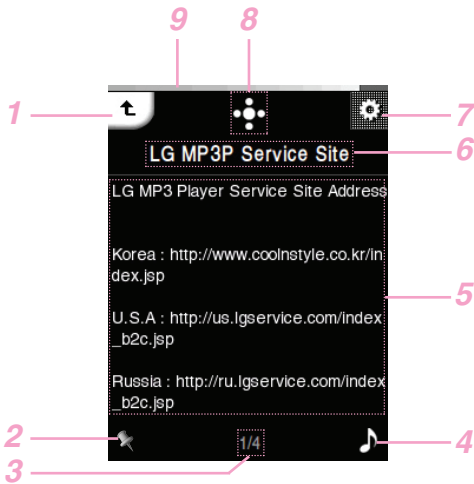 9 8
1
7
LG MP3P Service Site 6
LG MP3 Player Service Site Address
Korea : http://www.coolnstyle.co.kr/in
dex.jsp
5
U.S.A : http://us.lgservice.com/index
_b2c.jsp
Russia : http://ru.lgservice.com/index
_b2c.jsp
2 1/4 4
3